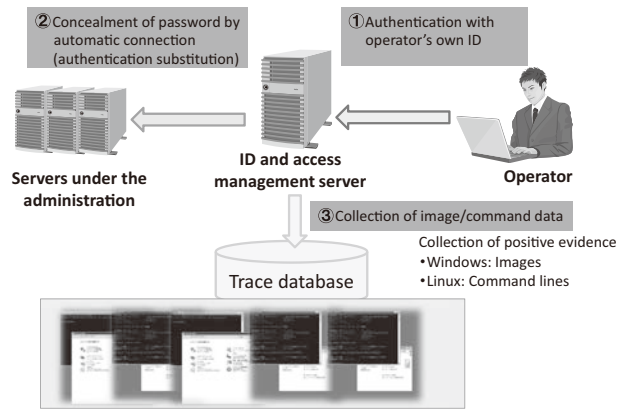 ② Concealment of password by
automatic connection
(authentication substitution)
①Authentication with
operator's own ID
Servers under the
administration
ID and access
management server
Operator
③Collection of image/command data
Collection of positive evidence
•Windows: Images
•Linux: Command lines
Trace database